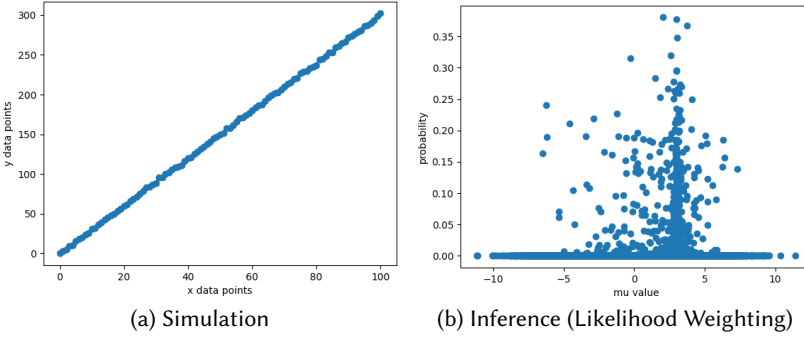 300
250
200
150
100
50
0
y data points
0 20 40 60 80 100
x data points
(a) Simulation
0.35
0.30
0.25
0.20
0.15
0.10
0.05
0.00
probability
−10 −5 0 5 10
mu value
(b) Inference (Likelihood Weighting)